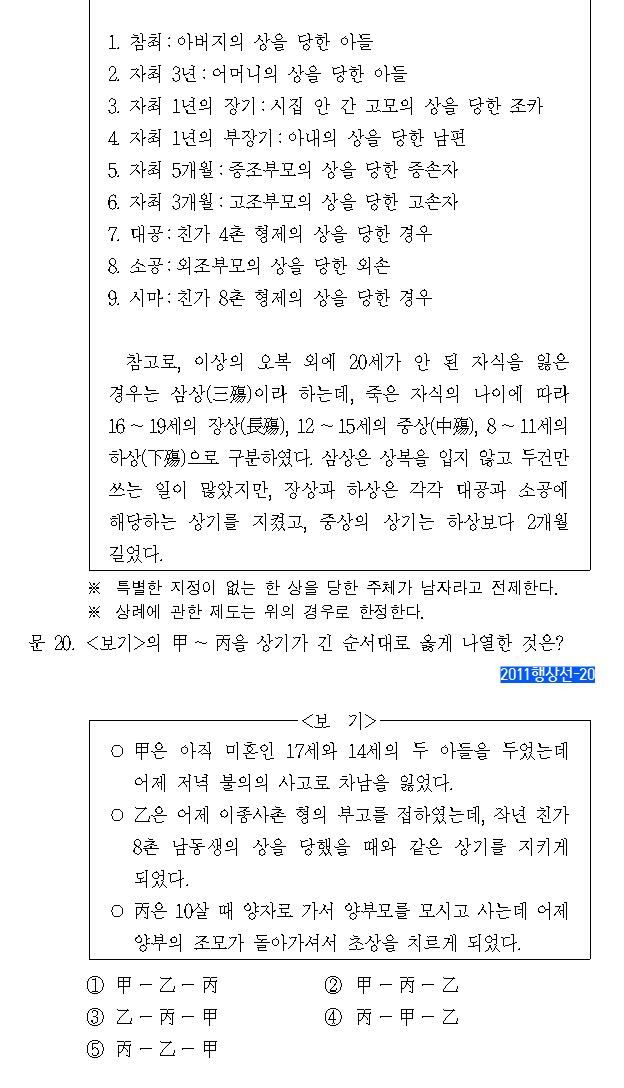 1. 참최:아버지의 상을 당한 아들
2. 자최 3년:어머니의 상을 당한 아들
3. 자최 1년의 장기:시집 안 간 고모의 상을 당한 조카
4. 자최 1년의 부장기:아내의 상을 당한 남편
5. 자최 5개월:증조부모의 상을 당한 증손자
6. 자최 3개월:고조부모의 상을 당한 고손자
7. 대공:친가 4촌 형제의 상을 당한 경우
8. 소공:외조부모의 상을 당한 외손
9. 시마:친가 8촌 형제의 상을 당한 경우
참고로, 이상의 오복 외에 20세가 안 된 자식을 잃은
경우는 삼상(三殤)이라 하는데, 죽은 자식의 나이에 따라
16~19세의 장상(長殤), 12~15세의 중상(中殤), 8~11세의
하상(下殤)으로 구분하였다. 삼상은 상복을 입지 않고 두건만
쓰는 일이 많았지만, 장상과 하상은 각각 대공과 소공에
해당하는 상기를 지켰고, 중상의 상기는 하상보다 2개월
길었다.
※ 특별한 지정이 없는 한 상을 당한 주체가 남자라고 전제한다.
※ 상례에 관한 제도는 위의 경우로 한정한다.
문 20. <보기>의 甲~丙을 상기가 긴 순서대로 옳게 나열한 것은?
2011행상선-20
<보 기>
○ 甲은 아직 미혼인 17세와 14세의 두 아들을 두었는데
어제 저녁 불의의 사고로 차남을 잃었다.
○ 乙은 어제 이종사촌 형의 부고를 접하였는데, 작년 친가
8촌 남동생의 상을 당했을 때와 같은 상기를 지키게
되었다.
○ 丙은 10살 때 양자로 가서 양부모를 모시고 사는데 어제
양부의 조모가 돌아가셔서 초상을 치르게 되었다.
① 甲-乙-丙 ② 甲-丙-乙
③ 乙-丙-甲 ④ 丙-甲-乙
⑤ 丙-乙-甲